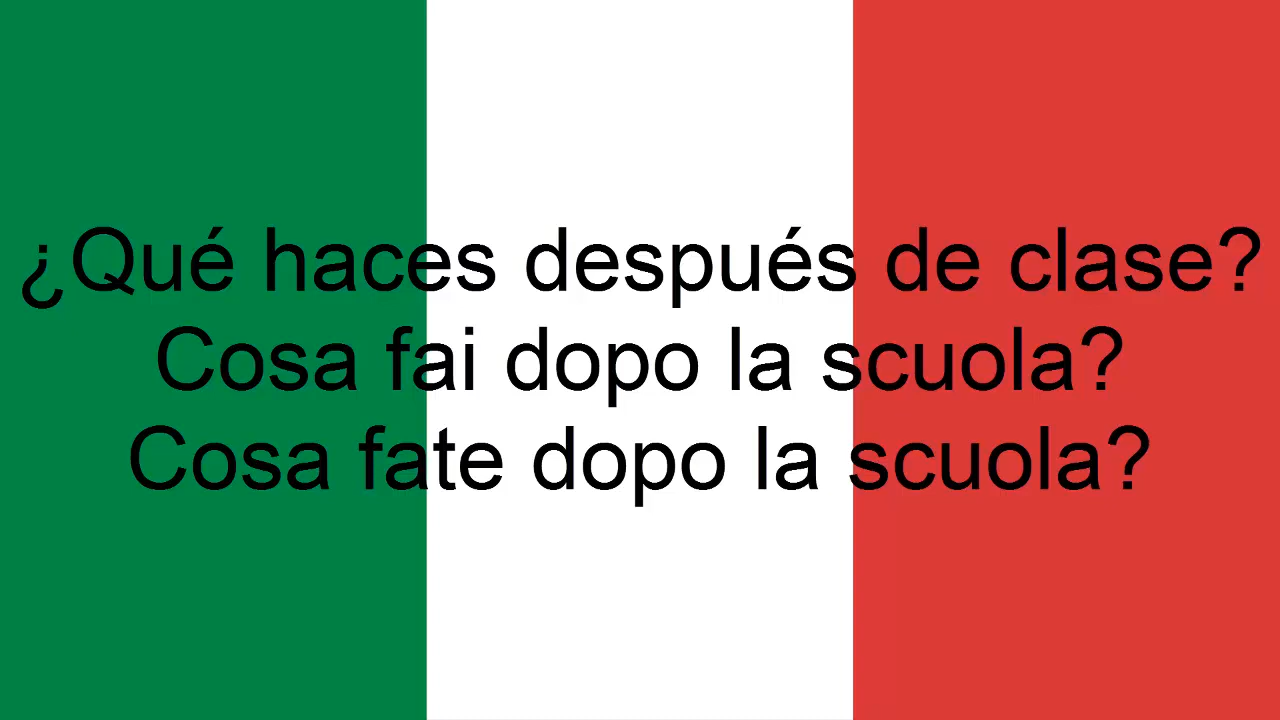 ¿Qué haces después de clase?
Cosa fai dopo la scuola?
Cosa fate dopo la scuola?